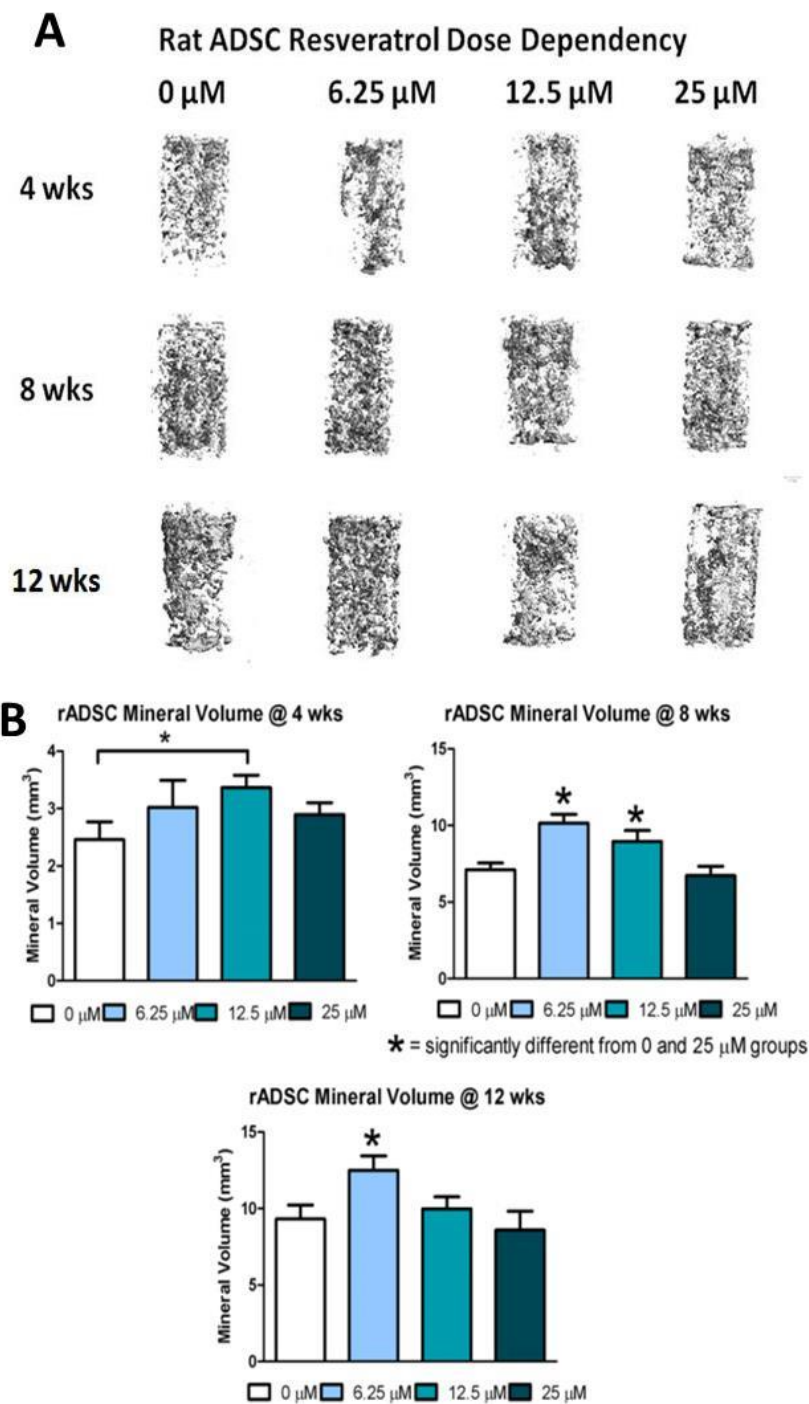 A
Rat ADSC Resveratrol Dose Dependency
0 µM 6.25 µM 12.5 µM 25 µM
4 wks
8 wks
12 wks
B
rADSC Mineral Volume @ 4 wks
Mineral Volume (mm³)
4
3
2
1
0
*
0 µM 6.25 µM 12.5 µM 25 µM
rADSC Mineral Volume @ 8 wks
Mineral Volume (mm³)
15
10
5
0
* *
0 µM 6.25 µM 12.5 µM 25 µM
* = significantly different from 0 and 25 µM groups
rADSC Mineral Volume @ 12 wks
Mineral Volume (mm³)
15
10
5
0
*
0 µM 6.25 µM 12.5 µM 25 µM